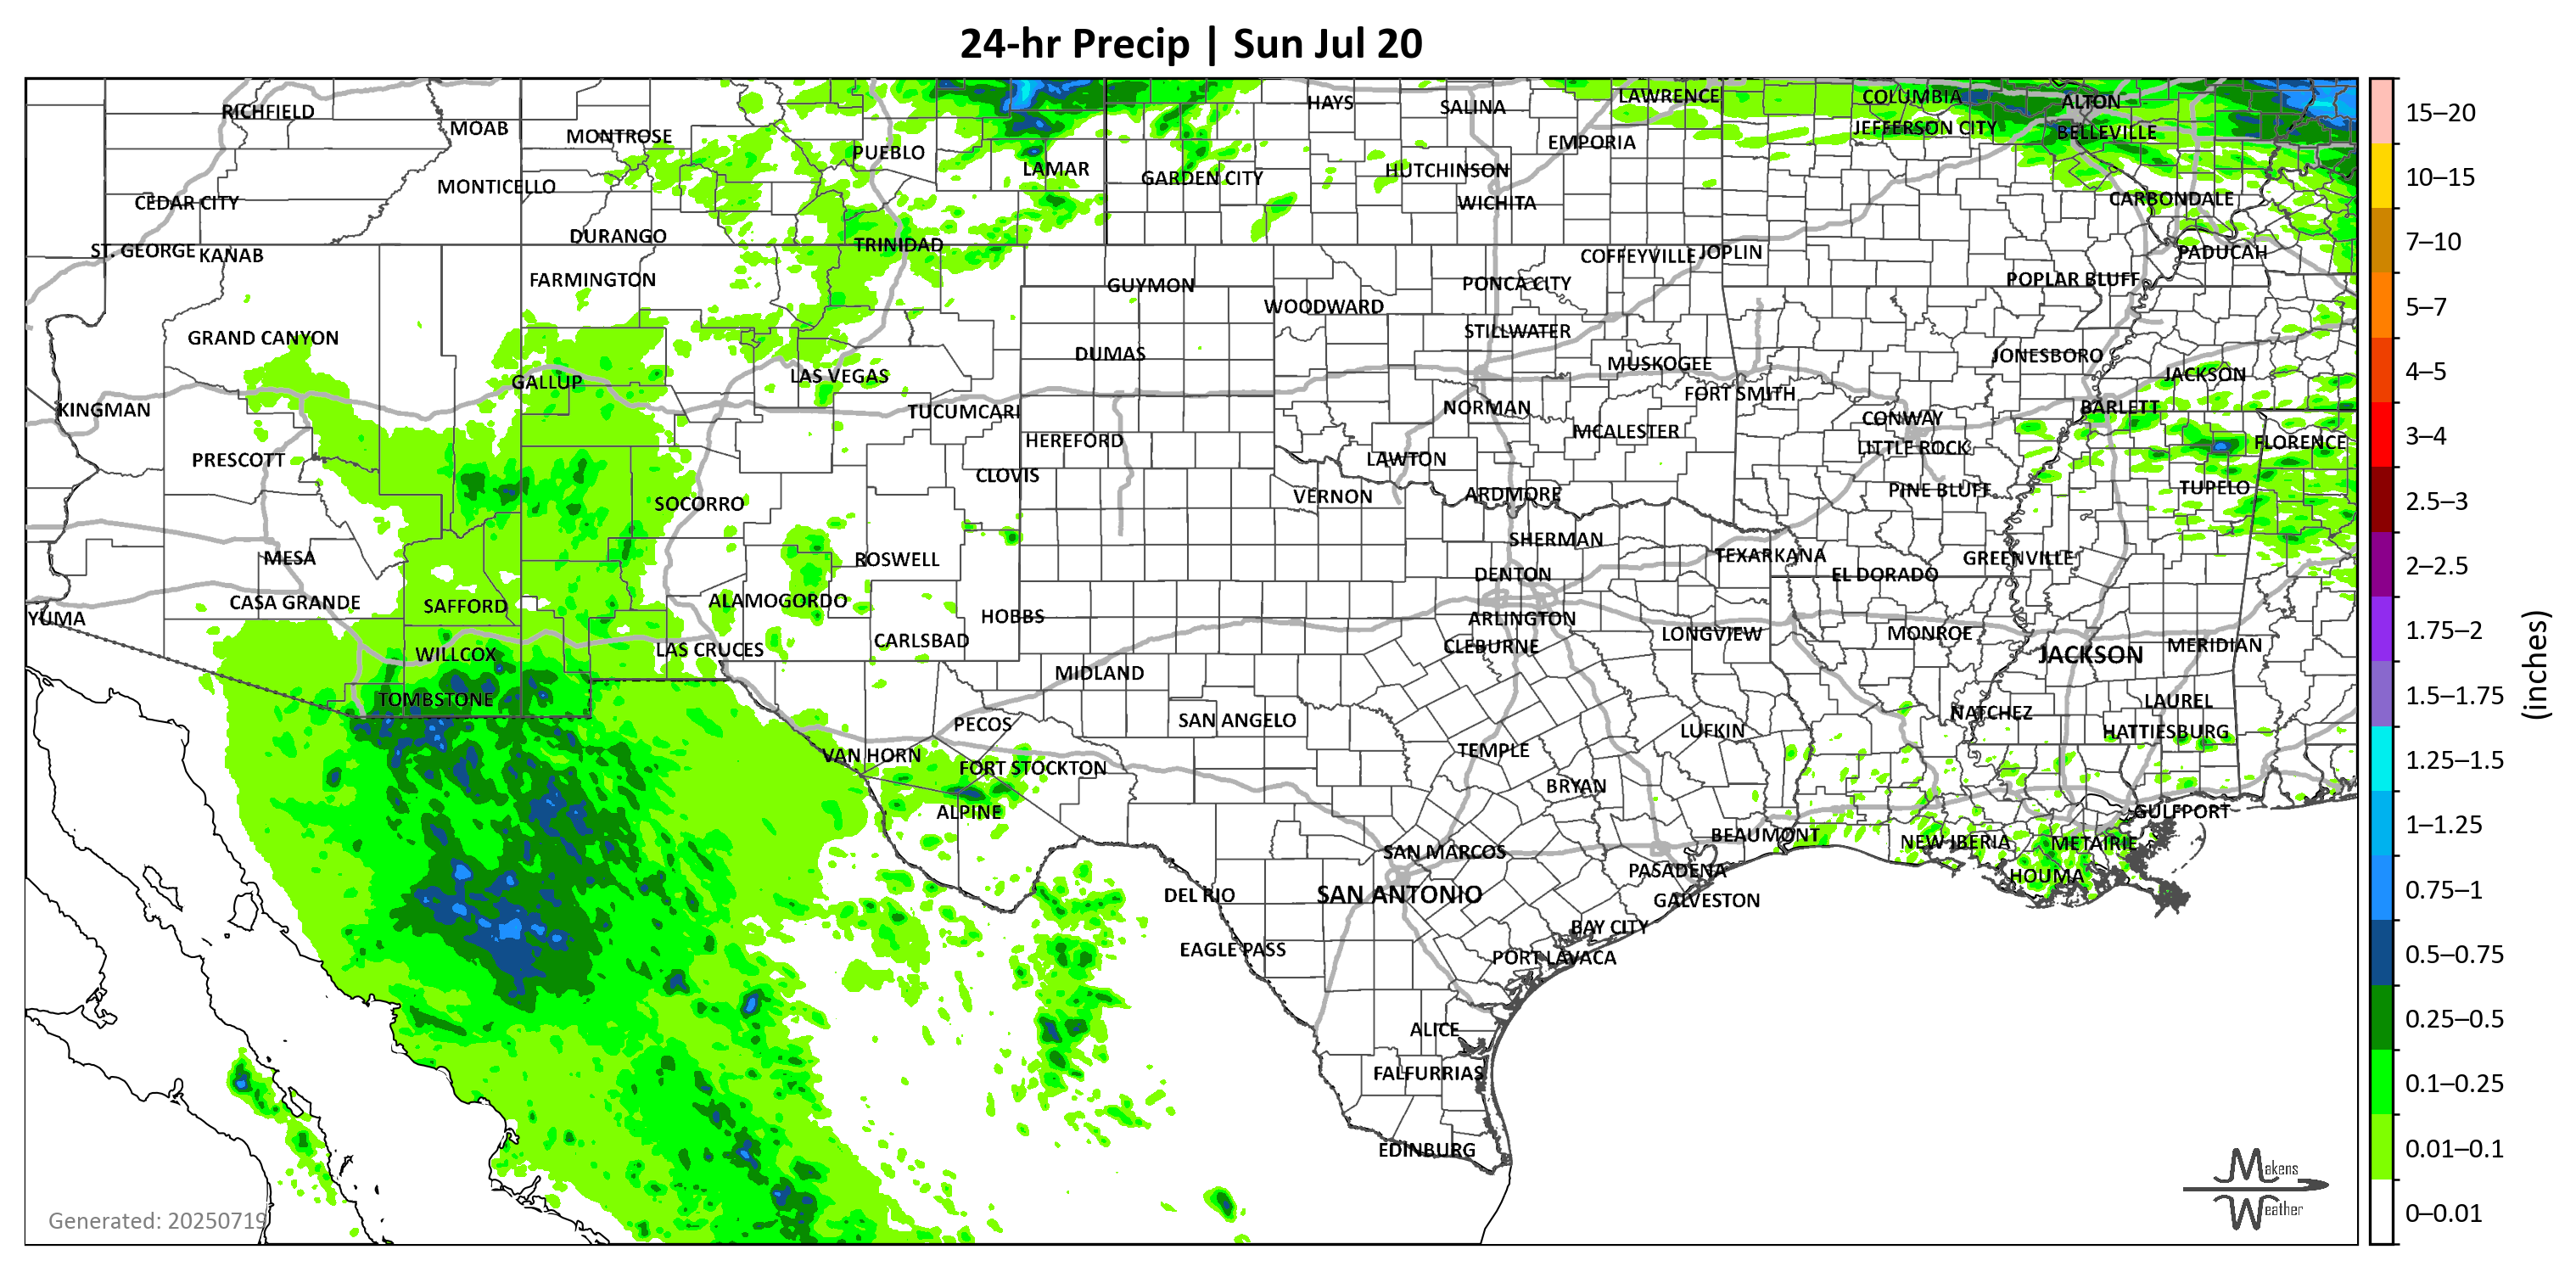 24-hr Precip | Sun Jul 20
RICHFIELD
MOAB
MONTROSE
PUEBLO
LAMAR
HAYS
SALINA
LAWRENCE
COLUMBIA
ALTON
JEFFERSON CITY
BELLEVILLE
EMPORIA
GARDEN CITY
HUTCHINSON
MONTICELLO
CEDAR CITY
WICHITA
CARBONDALE
DURANGO
TRINIDAD
ST. GEORGE
KANAB
COFFEYVILLE
JOPLIN
PADUCAH
FARMINGTON
GUYMON
PONCA CITY
POPLAR BLUFF
WOODWARD
STILLWATER
GRAND CANYON
DUMAS
MUSKOGEE
JONESBORO
GALLUP
LAS VEGAS
JACKSON
FORT SMITH
KINGMAN
TUCUMCARI
NORMAN
BARLETT
CONWAY
HEREFORD
MCALESTER
LITTLE ROCK
FLORENCE
PRESCOTT
LAWTON
CLOVIS
SOCORRO
VERNON
ARDMORE
PINE BLUFF
TUPELO
MESA
ROSWELL
SHERMAN
TEXARKANA
GREENVILLE
DENTON
EL DORADO
CASA GRANDE
SAFFORD
ALAMOGORDO
YUMA
HOBBS
ARLINGTON
WILLCOX
LAS CRUCES
CARLSBAD
CLEBURNE
LONGVIEW
MONROE
JACKSON
MERIDIAN
TOMBSTONE
MIDLAND
LAUREL
PECOS
SAN ANGELO
NATCHEZ
HATTIESBURG
LUFKIN
VAN HORN
TEMPLE
FORT STOCKTON
BRYAN
ALPINE
GULFPORT
BEAUMONT
NEW IBERIA
METAIRIE
SAN MARCOS
PASADENA
HOUMA
DEL RIO
SAN ANTONIO
GALVESTON
BAY CITY
EAGLE PASS
PORT LAVACA
ALICE
FALFURRIAS
EDINBURG
Generated: 20250719
Makens
Weather
15–20
10–15
7–10
5–7
4–5
3–4
2.5–3
2–2.5
1.75–2
1.5–1.75
1.25–1.5
1–1.25
0.75–1
0.5–0.75
0.25–0.5
0.1–0.25
0.01–0.1
0–0.01
(inches)